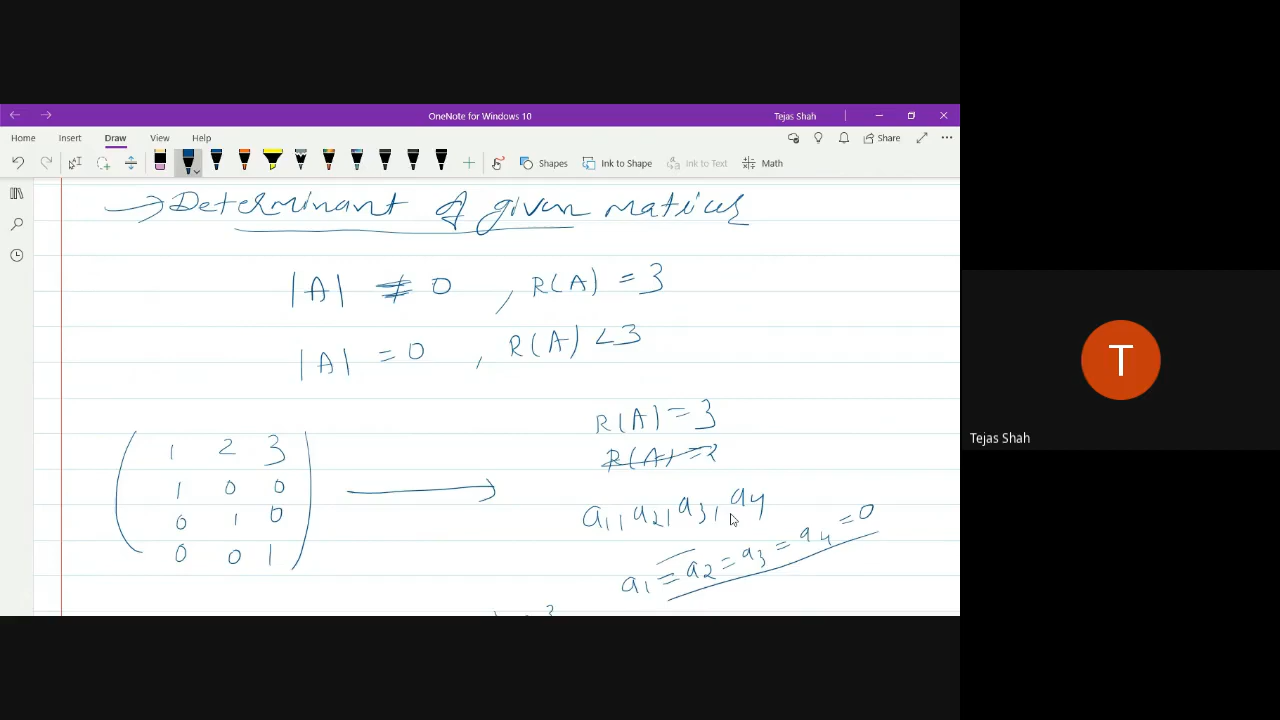 OneNote for Windows 10
Tejas Shah
Home Insert Draw View Help
Share
Shapes Ink to Shape Ink to Text Math
→ Determinant of given matrices
|A| ≠ 0 , R(A) = 3
|A| = 0 , R(A) < 3
R(A) = 3
R(A) = 2
1 2 3
1 0 0
0 1 0
0 0 1
a1, a2, a3, a4
a1 = a2 = a3 = a4 = 0
T
Tejas Shah